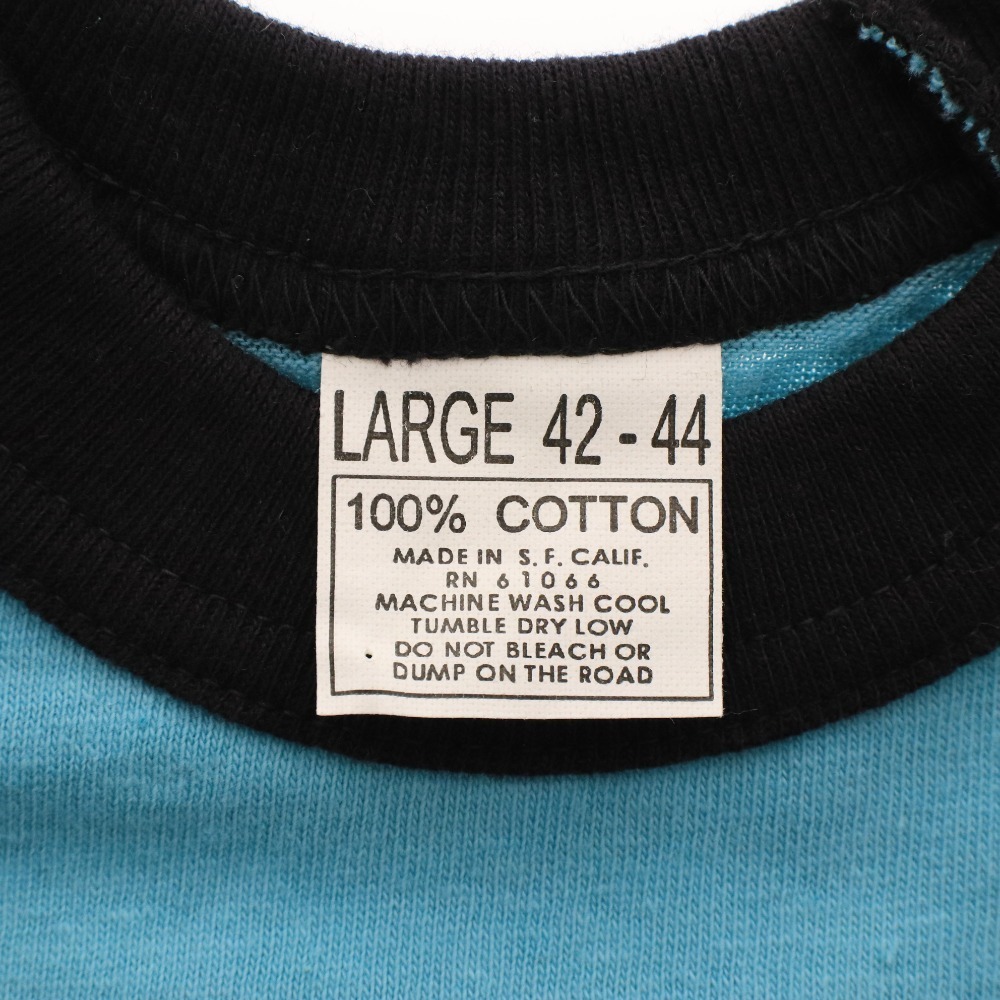 LARGE 42 - 44
100% COTTON
MADE IN S. F. CALIF.
RN 61066
MACHINE WASH COOL
TUMBLE DRY LOW
DO NOT BLEACH OR
DUMP ON THE ROAD